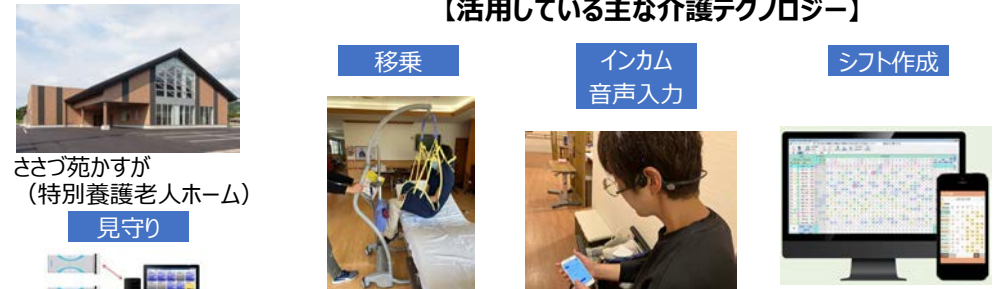 【活用している主な介護テクノロジー】
移乗
インカム
音声入力
シフト作成
ささづ苑かすが
（特別養護老人ホーム）
見守り